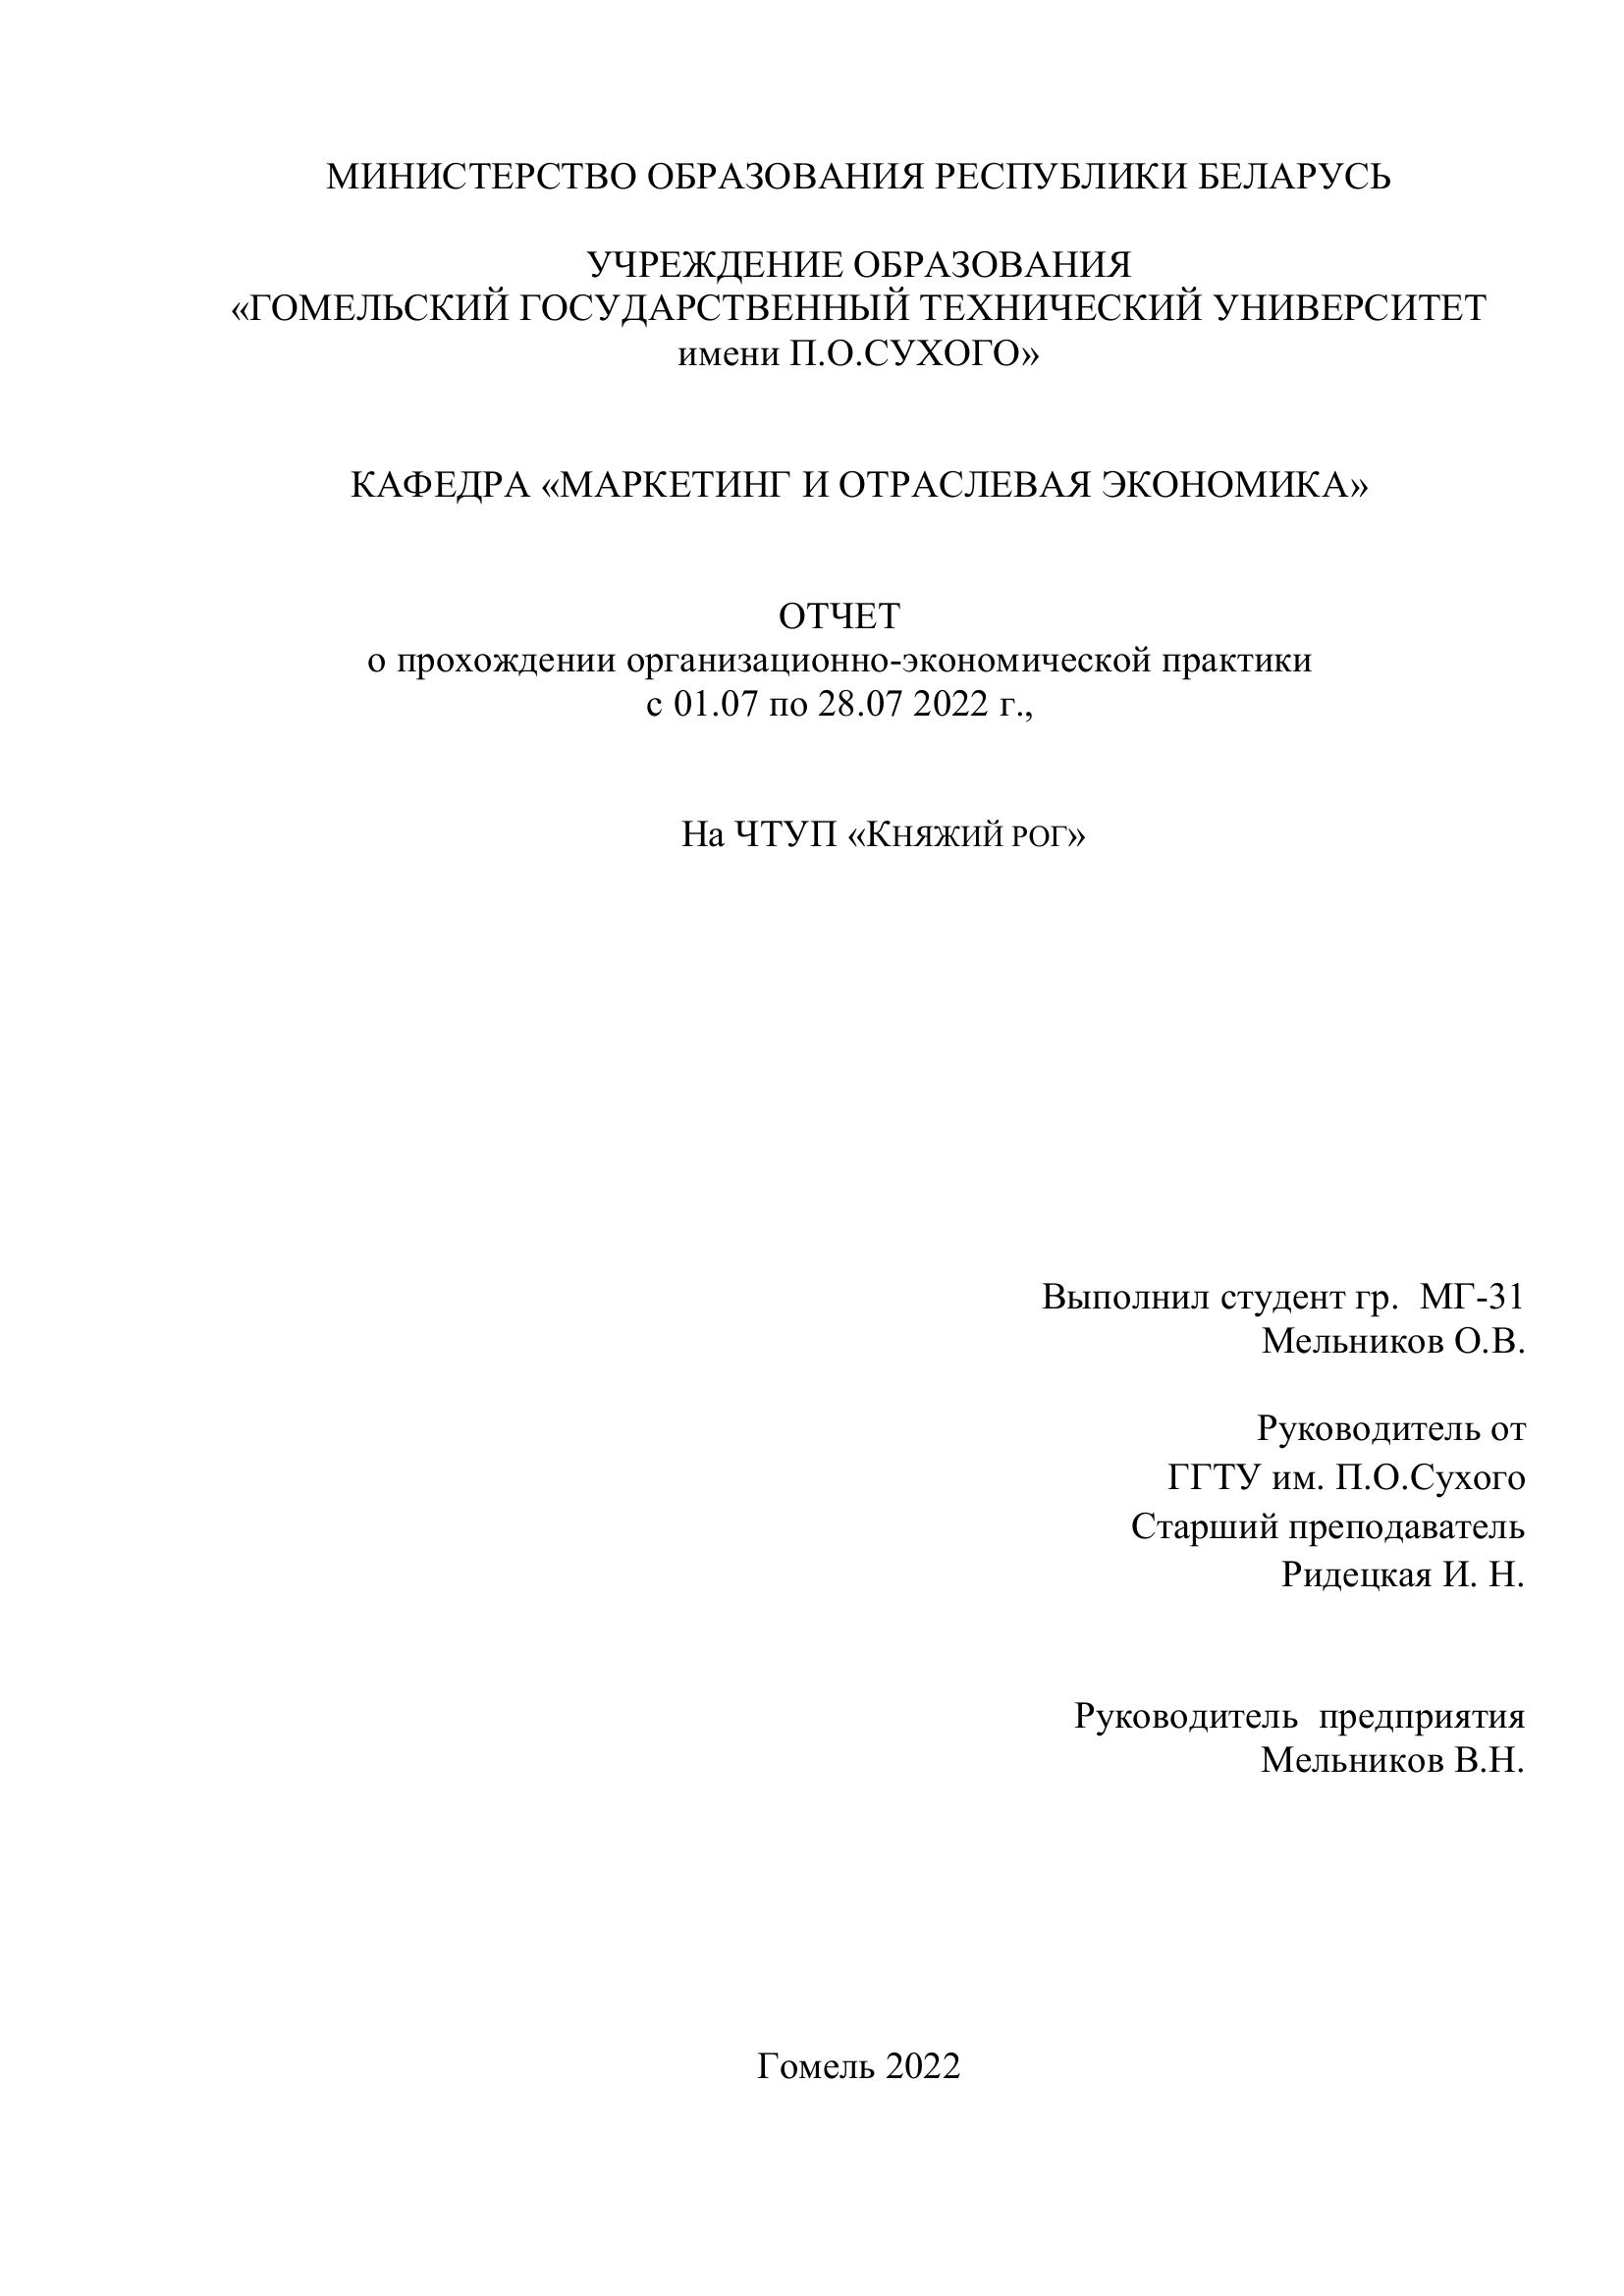 МИНИСТЕРСТВО ОБРАЗОВАНИЯ РЕСПУБЛИКИ БЕЛАРУСЬ
УЧРЕЖДЕНИЕ ОБРАЗОВАНИЯ
«ГОМЕЛЬСКИЙ ГОСУДАРСТВЕННЫЙ ТЕХНИЧЕСКИЙ УНИВЕРСИТЕТ
имени П.О.СУХОГО»
КАФЕДРА «МАРКЕТИНГ И ОТРАСЛЕВАЯ ЭКОНОМИКА»
ОТЧЕТ
о прохождении организационно-экономической практики
с 01.07 по 28.07 2022 г.,
На ЧТУП «Княжий рог»
Выполнил студент гр.  МГ-31
Мельников О.В.
Руководитель от
ГГТУ им. П.О.Сухого
Старший преподаватель
Ридецкая И. Н.
Руководитель  предприятия
Мельников В.Н.
Гомель 2022